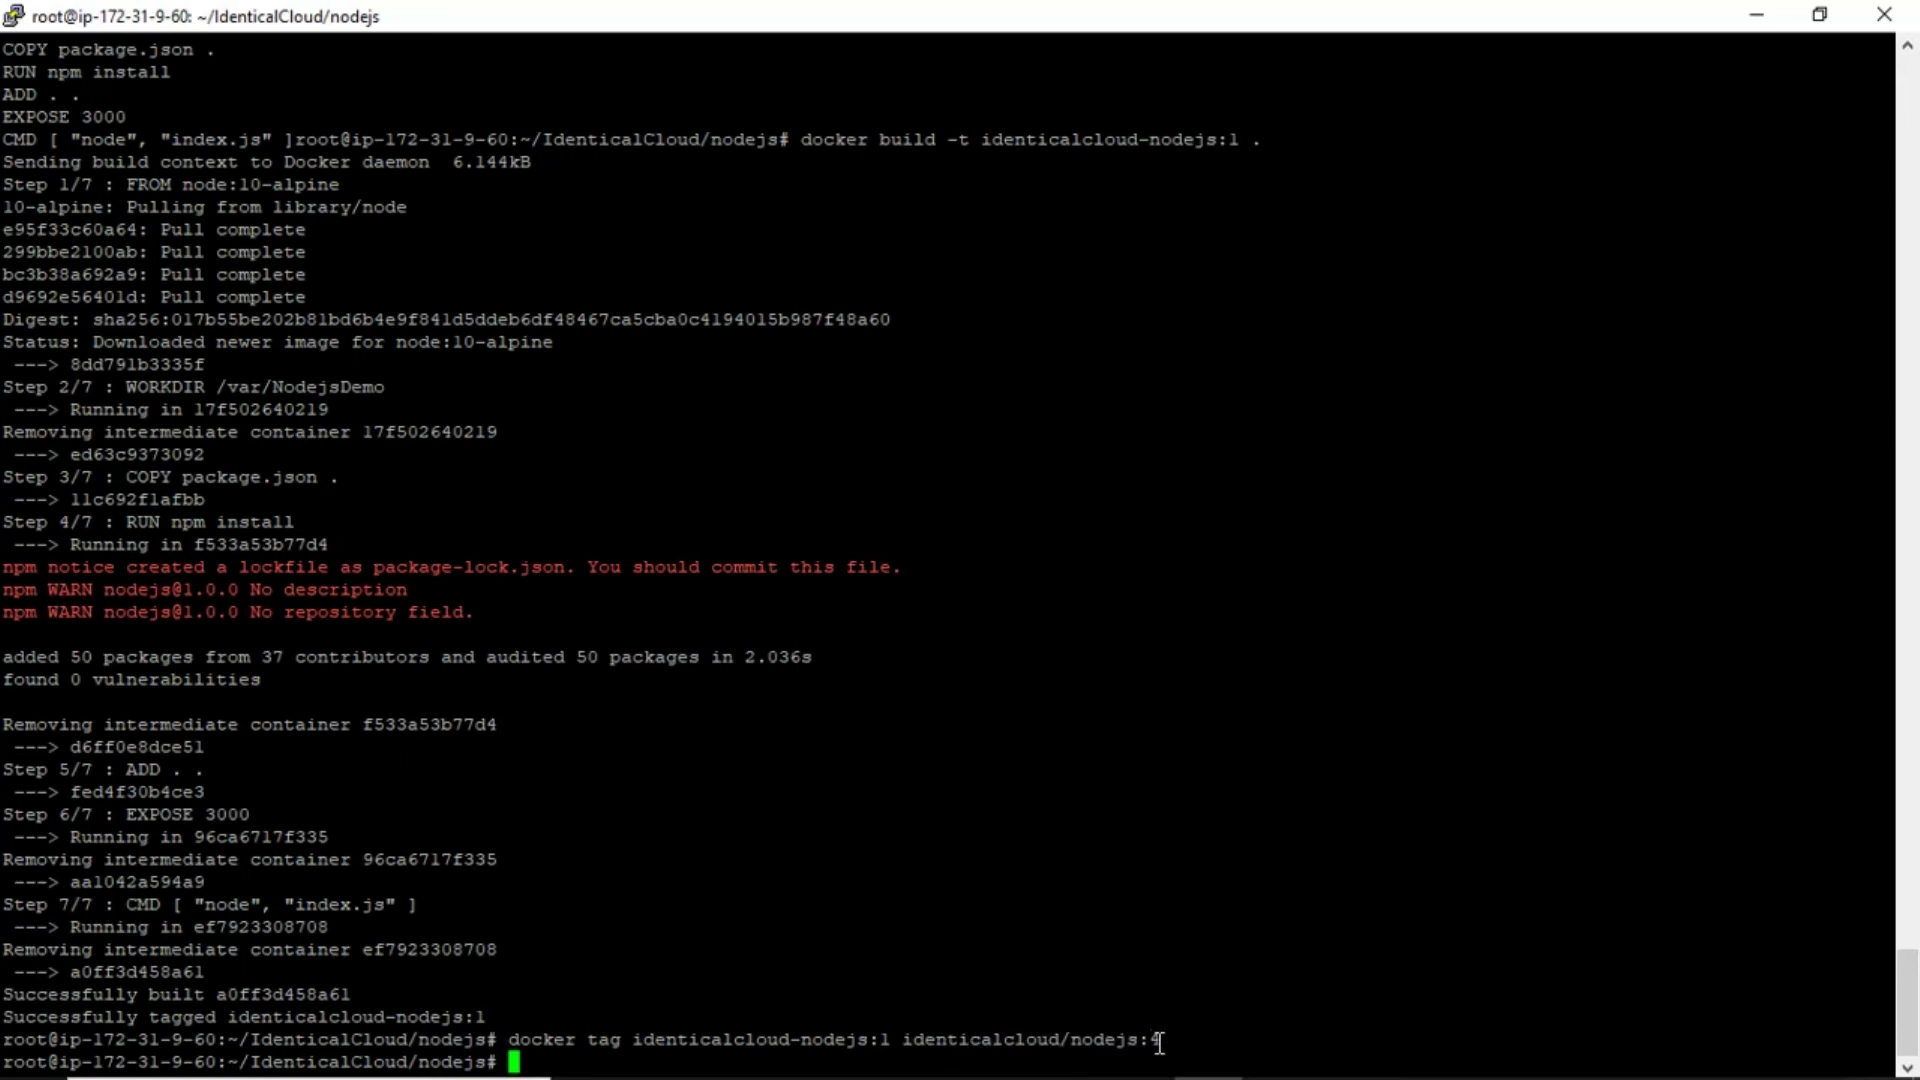 root@ip-172-31-9-60: ~/IdenticalCloud/nodejs
COPY package.json .
RUN npm install
ADD . .
EXPOSE 3000
CMD [ "node", "index.js" ]root@ip-172-31-9-60:~/IdenticalCloud/nodejs# docker build -t identicalcloud-nodejs:1 .
Sending build context to Docker daemon  6.144kB
Step 1/7 : FROM node:10-alpine
10-alpine: Pulling from library/node
e95f33c60a64: Pull complete
299bbe2100ab: Pull complete
bc3b38a692a9: Pull complete
d9692e56401d: Pull complete
Digest: sha256:017b55be202b81bd6b4e9f841d5ddeb6df48467ca5cba0c4194015b987f48a60
Status: Downloaded newer image for node:10-alpine
 ---> 8dd791b3335f
Step 2/7 : WORKDIR /var/NodejsDemo
 ---> Running in 17f502640219
Removing intermediate container 17f502640219
 ---> ed63c9373092
Step 3/7 : COPY package.json .
 ---> 11c692f1afbb
Step 4/7 : RUN npm install
 ---> Running in f533a53b77d4
npm notice created a lockfile as package-lock.json. You should commit this file.
npm WARN nodejs@1.0.0 No description
npm WARN nodejs@1.0.0 No repository field.
added 50 packages from 37 contributors and audited 50 packages in 2.036s
found 0 vulnerabilities
Removing intermediate container f533a53b77d4
 ---> d6ff0e8dce51
Step 5/7 : ADD . .
 ---> fed4f30b4ce3
Step 6/7 : EXPOSE 3000
 ---> Running in 96ca6717f335
Removing intermediate container 96ca6717f335
 ---> aa1042a594a9
Step 7/7 : CMD [ "node", "index.js" ]
 ---> Running in ef7923308708
Removing intermediate container ef7923308708
 ---> a0ff3d458a61
Successfully built a0ff3d458a61
Successfully tagged identicalcloud-nodejs:1
root@ip-172-31-9-60:~/IdenticalCloud/nodejs# docker tag identicalcloud-nodejs:1 identicalcloud/nodejs:4
root@ip-172-31-9-60:~/IdenticalCloud/nodejs#